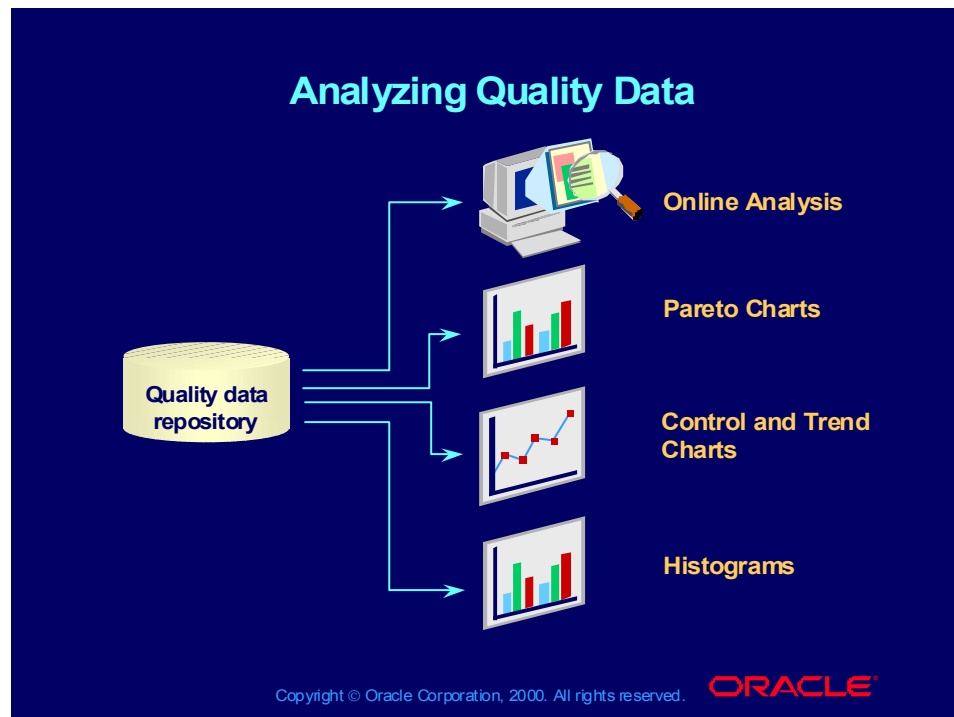 Analyzing Quality Data
Online Analysis
Pareto Charts
Quality data
repository
Control and Trend
Charts
Histograms
Copyright © Oracle Corporation, 2000. All rights reserved.
ORACLE®